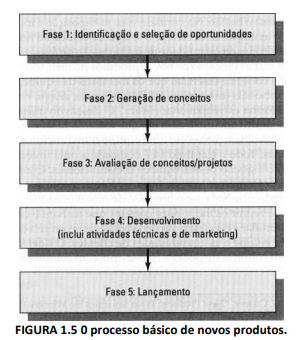 Fase 1: Identificação e seleção de oportunidades
Fase 2: Geração de conceitos
Fase 3: Avaliação de conceitos/projetos
Fase 4: Desenvolvimento
(inclui atividades técnicas e de marketing)
Fase 5: Lançamento
FIGURA 1.5 0 processo básico de novos produtos.